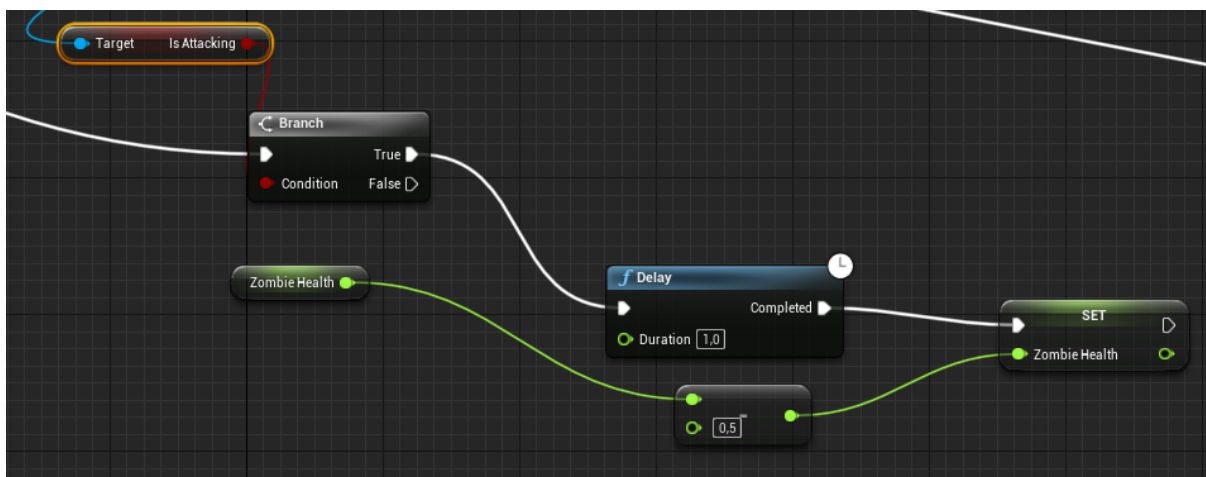 Target Is Attacking
Branch
True
Condition False
Zombie Health
f Delay
Completed
Duration 1,0
SET
Zombie Health
-
0,5